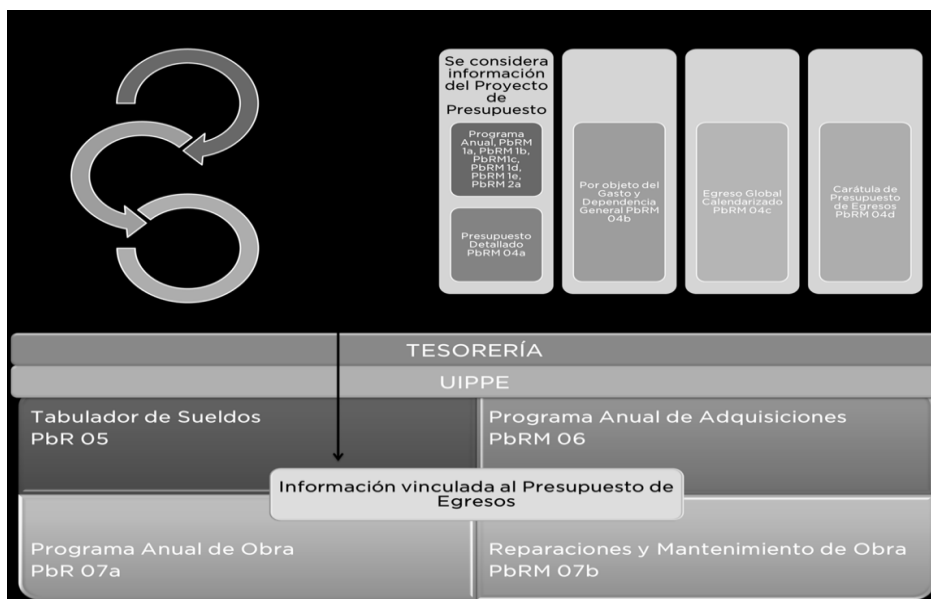 Se considera
información
del Proyecto
de
Presupuesto
Programa
Anual, PbRM
1a, PbRM 1b,
PbRM1c,
PbRM 1d,
PbRM 1e,
PbRM 2a
Presupuesto
Detallado
PbRM 04a
Por objeto del
Gasto y
Dependencia
General PbRM
04b
Egreso Global
Calendarizado
PbRM 04c
Carátula de
Presupuesto
de Egresos
PbRM 04d
TESORERÍA
UIPPE
Tabulador de Sueldos
PbR 05
Programa Anual de Adquisiciones
PbRM 06
Información vinculada al Presupuesto de
Egresos
Programa Anual de Obra
PbR 07a
Reparaciones y Mantenimiento de Obra
PbRM 07b